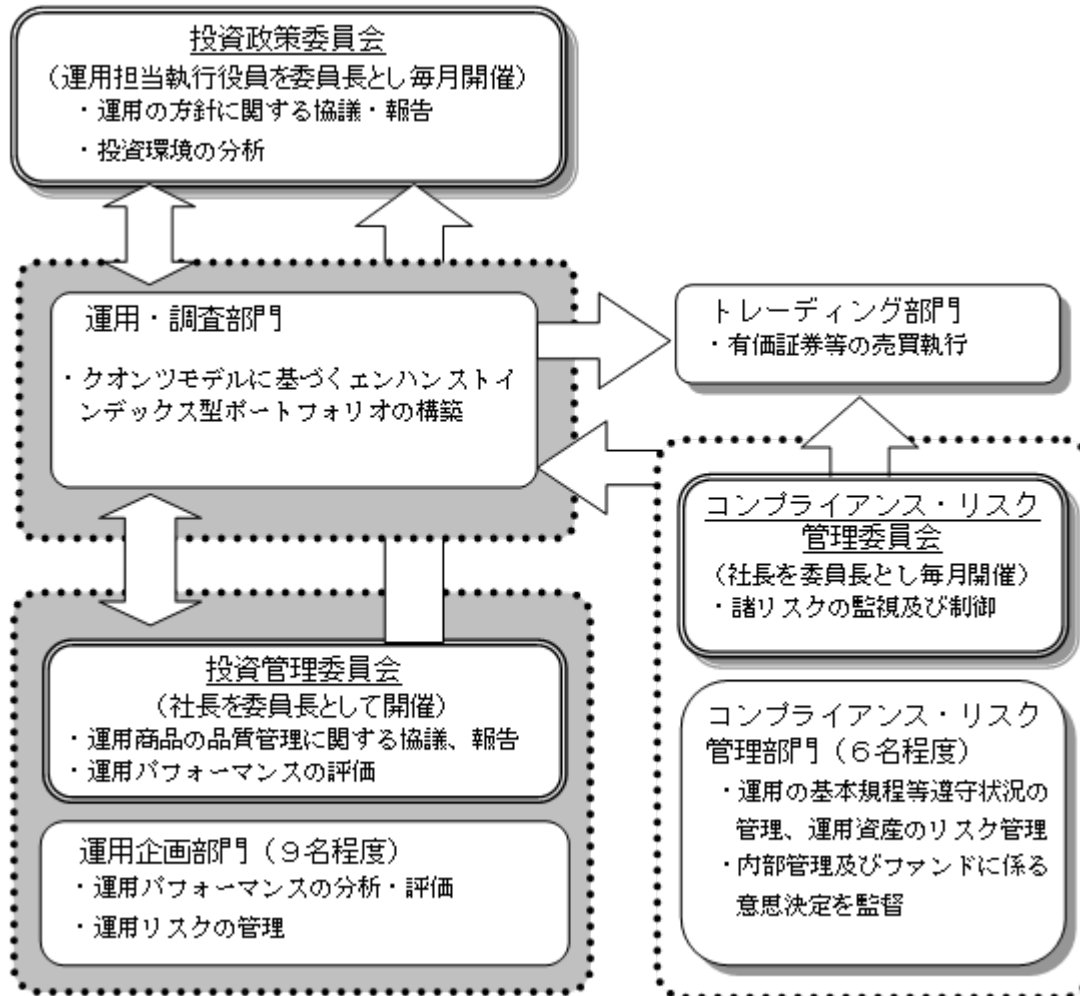 投資政策委員会
(運用担当執行役員を委員長とし毎月開催)
・運用の方針に関する協議・報告
・投資環境の分析
運用・調査部門
・クオンツモデルに基づくエンハンストイ
ンデックス型ポートフォリオの構築
トレーディング部門
・有価証券等の売買執行
コンプライアンス・リスク
管理委員会
(社長を委員長とし毎月開催)
・諸リスクの監視及び制御
投資管理委員会
(社長を委員長として開催)
・運用商品の品質管理に関する協議、報告
・運用パフォーマンスの評価
運用企画部門(9名程度)
・運用パフォーマンスの分析・評価
・運用リスクの管理
コンプライアンス・リスク
管理部門(6名程度)
・運用の基本規程等遵守状況の
管理、運用資産のリスク管理
・内部管理及びファンドに係る
意思決定を監督